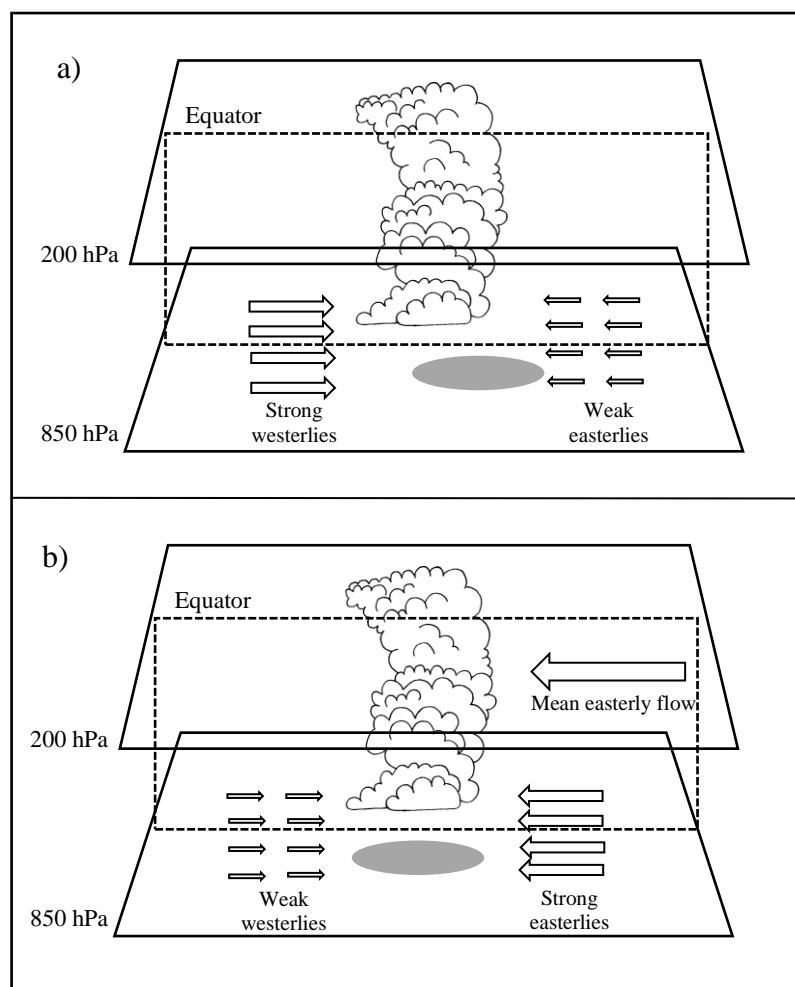 a)
Equator
200 hPa
Strong
westerlies
Weak
easterlies
850 hPa
b)
Equator
Mean easterly flow
200 hPa
Weak
westerlies
Strong
easterlies
850 hPa